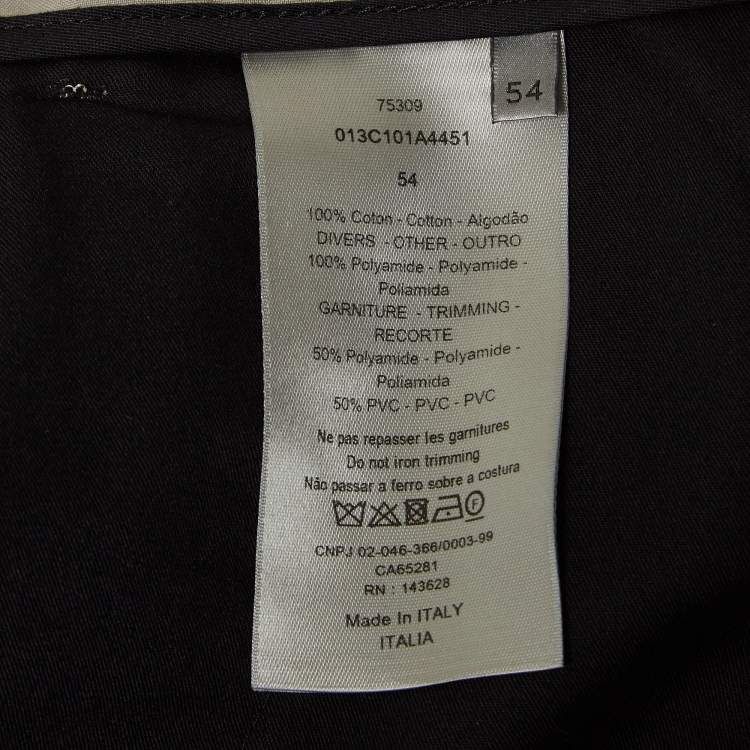 54
75309
013C101A4451
54
100% Coton - Cotton - Algodão
DIVERS - OTHER - OUTRO
100% Polyamide - Polyamide -
Poliamida
GARNITURE - TRIMMING -
RECORTE
50% Polyamide - Polyamide -
Poliamida
50% PVC - PVC - PVC
Ne pas repasser les garnitures
Do not iron trimming
Não passar a ferro sobre a costura
F
CNPJ 02-046-366/0003-99
CA65281
RN : 143628
Made In ITALY
ITALIA